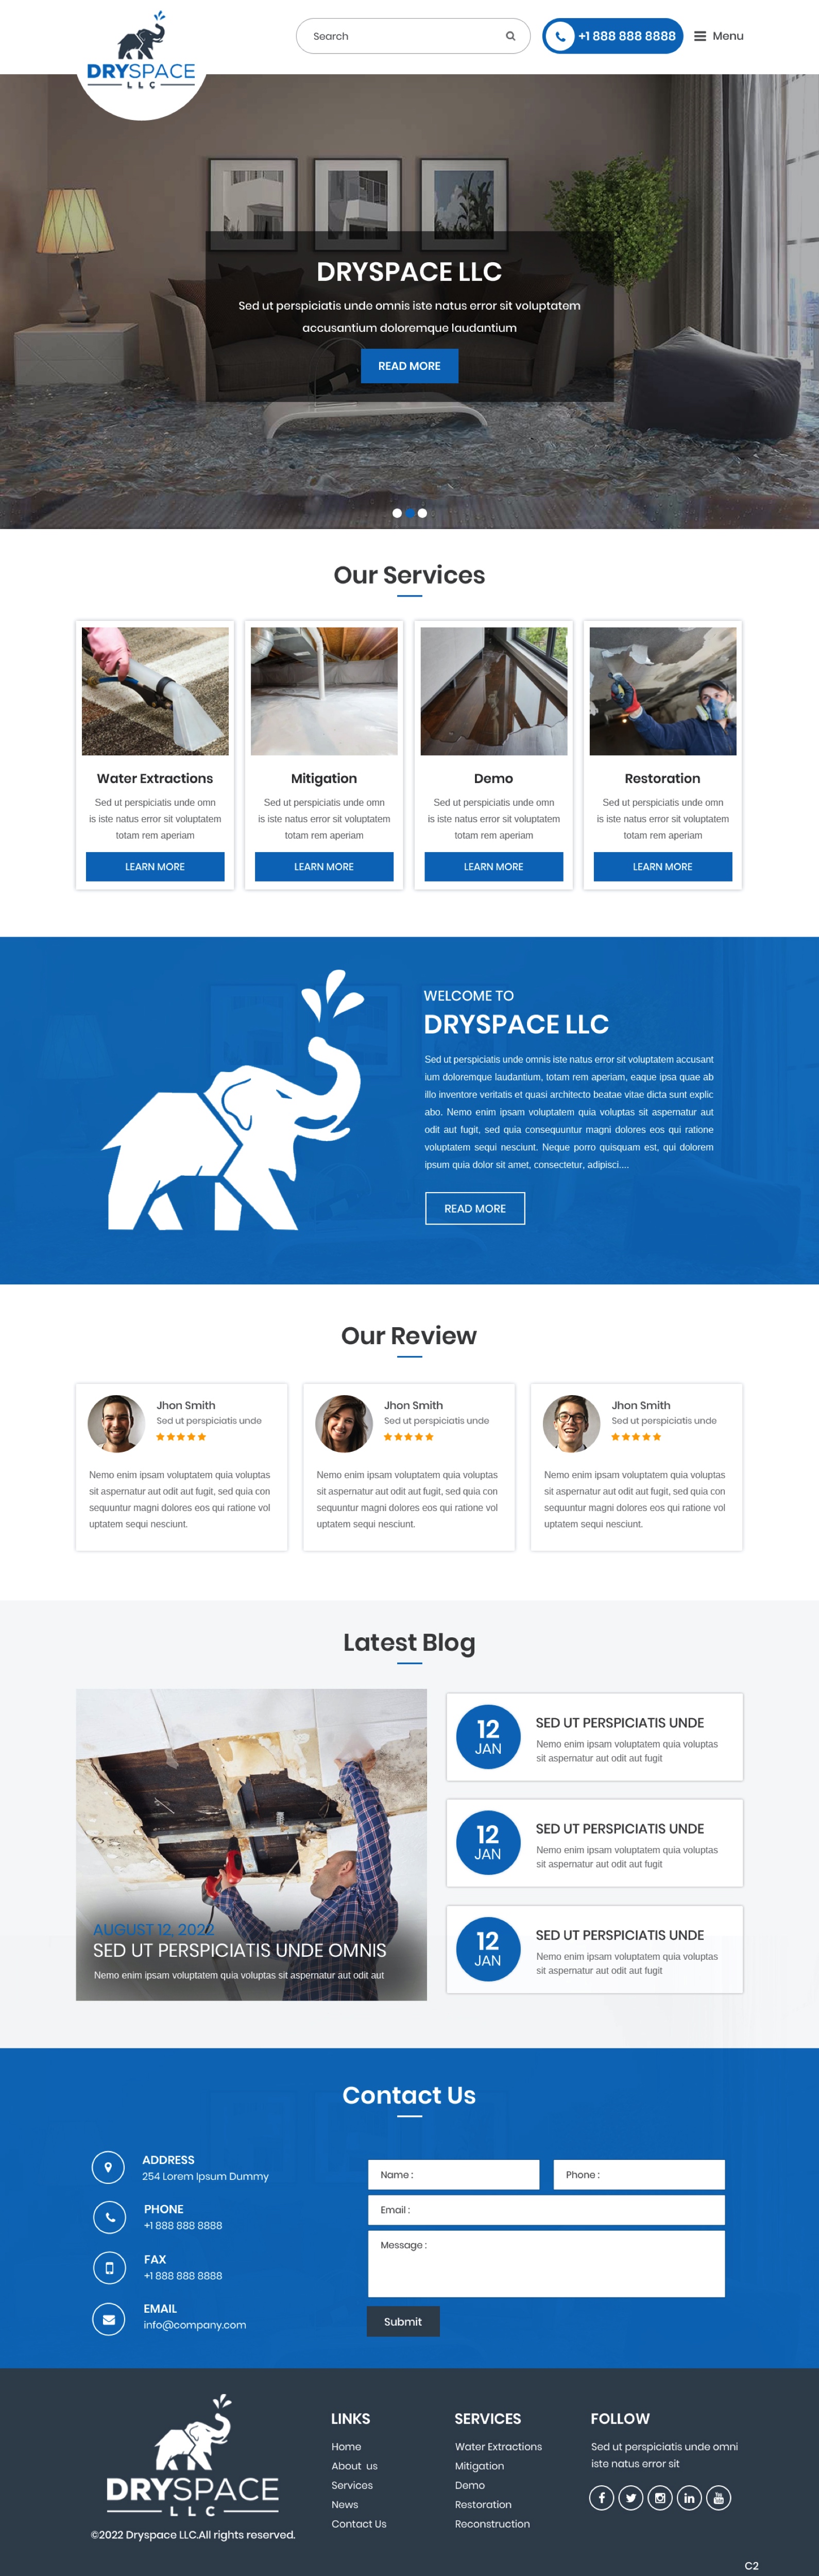 DRYSPACE
LLC
Search
+1 888 888 8888
Menu
DRYSPACE LLC
Sed ut perspiciatis unde omnis iste natus error sit voluptatem
accusantium doloremque laudantium
READ MORE
Our Services
Water Extractions
Sed ut perspiciatis unde omn
is iste natus error sit voluptatem
totam rem aperiam
LEARN MORE
Mitigation
Sed ut perspiciatis unde omn
is iste natus error sit voluptatem
totam rem aperiam
LEARN MORE
Demo
Sed ut perspiciatis unde omn
is iste natus error sit voluptatem
totam rem aperiam
LEARN MORE
Restoration
Sed ut perspiciatis unde omn
is iste natus error sit voluptatem
totam rem aperiam
LEARN MORE
WELCOME TO
DRYSPACE LLC
Sed ut perspiciatis unde omnis iste natus error sit voluptatem accusant
ium doloremque laudantium, totam rem aperiam, eaque ipsa quae ab
illo inventore veritatis et quasi architecto beatae vitae dicta sunt explic
abo. Nemo enim ipsam voluptatem quia voluptas sit aspernatur aut
odit aut fugit, sed quia consequuntur magni dolores eos qui ratione
voluptatem sequi nesciunt. Neque porro quisquam est, qui dolorem
ipsum quia dolor sit amet, consectetur, adipisci....
READ MORE
Our Review
Jhon Smith
Sed ut perspiciatis unde
Nemo enim ipsam voluptatem quia voluptas
sit aspernatur aut odit aut fugit, sed quia con
sequuntur magni dolores eos qui ratione vol
uptatem sequi nesciunt.
Jhon Smith
Sed ut perspiciatis unde
Nemo enim ipsam voluptatem quia voluptas
sit aspernatur aut odit aut fugit, sed quia con
sequuntur magni dolores eos qui ratione vol
uptatem sequi nesciunt.
Jhon Smith
Sed ut perspiciatis unde
Nemo enim ipsam voluptatem quia voluptas
sit aspernatur aut odit aut fugit, sed quia con
sequuntur magni dolores eos qui ratione vol
uptatem sequi nesciunt.
Latest Blog
AUGUST 12, 2022
SED UT PERSPICIATIS UNDE OMNIS
Nemo enim ipsam voluptatem quia voluptas sit aspernatur aut odit aut
12
JAN
SED UT PERSPICIATIS UNDE
Nemo enim ipsam voluptatem quia voluptas
sit aspernatur aut odit aut fugit
12
JAN
SED UT PERSPICIATIS UNDE
Nemo enim ipsam voluptatem quia voluptas
sit aspernatur aut odit aut fugit
12
JAN
SED UT PERSPICIATIS UNDE
Nemo enim ipsam voluptatem quia voluptas
sit aspernatur aut odit aut fugit
Contact Us
ADDRESS
254 Lorem Ipsum Dummy
PHONE
+1 888 888 8888
FAX
+1 888 888 8888
EMAIL
info@company.com
Name :
Phone :
Email :
Message :
Submit
DRYSPACE
LLC
©2022 Dryspace LLC.All rights reserved.
LINKS
Home
About us
Services
News
Contact Us
SERVICES
Water Extractions
Mitigation
Demo
Restoration
Reconstruction
FOLLOW
Sed ut perspiciatis unde omni
iste natus error sit
C2